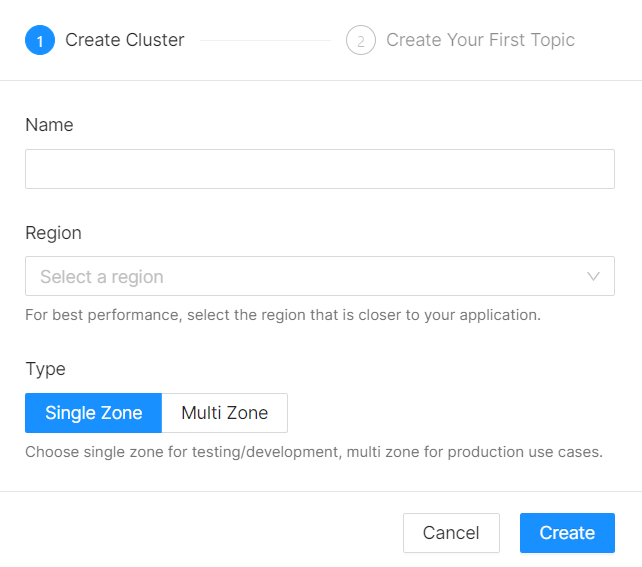 1 Create Cluster 2 Create Your First Topic
Name
Region
Select a region
For best performance, select the region that is closer to your application.
Type
Single Zone Multi Zone
Choose single zone for testing/development, multi zone for production use cases.
Cancel Create